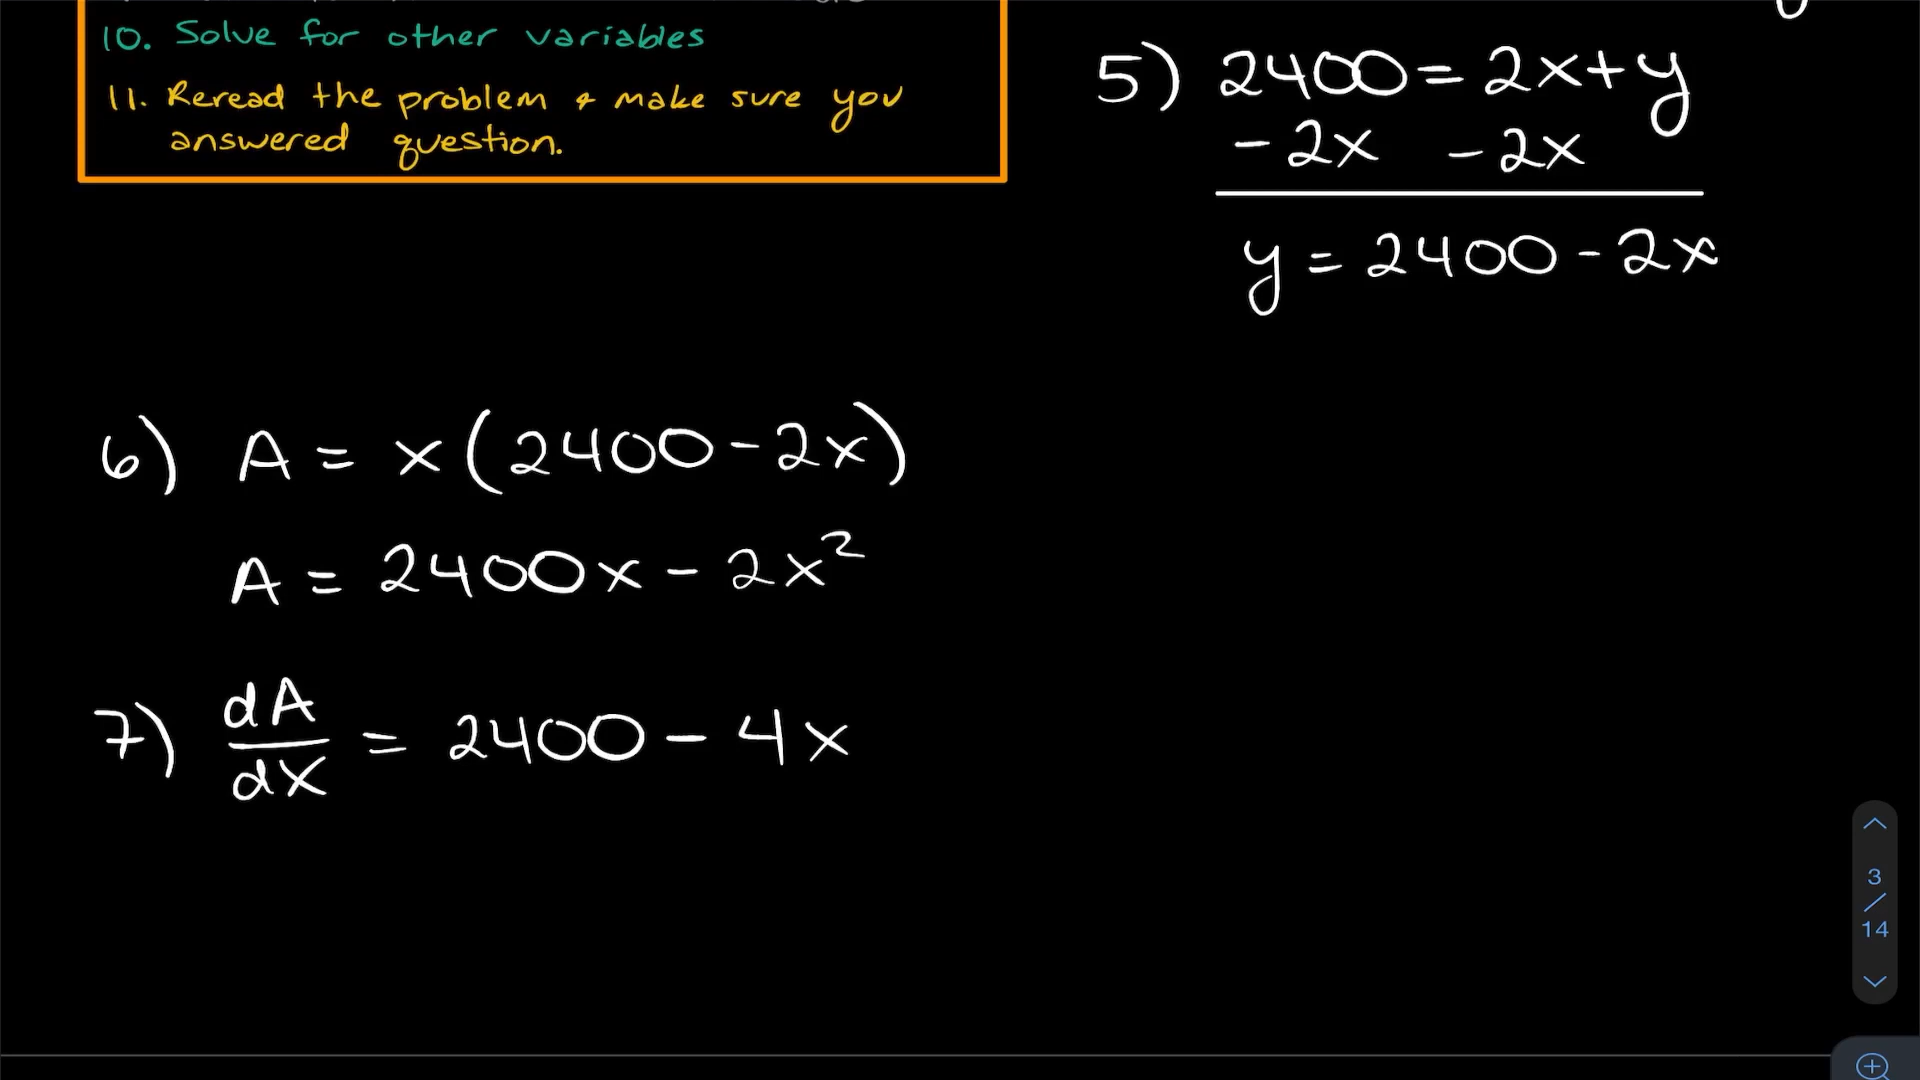 10. Solve for other variables
11. Reread the problem & make sure you
answered question.
5) 2400 = 2x + y
- 2x - 2x
y = 2400 - 2x
6) A = x(2400 - 2x)
A = 2400x - 2x²
7) dA/dx = 2400 - 4x
3
/
14